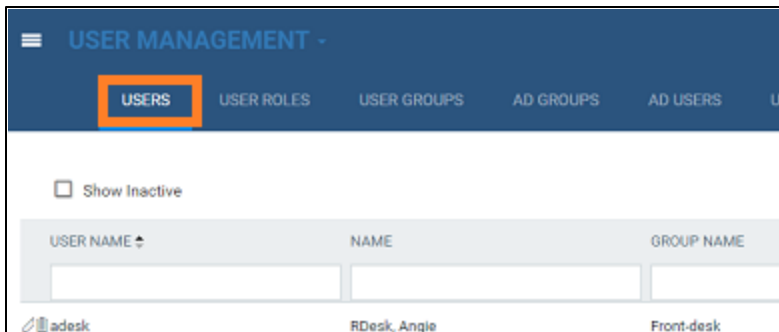 USER MANAGEMENT
USERS USER ROLES USER GROUPS AD GROUPS AD USERS U
Show Inactive
USER NAME NAME GROUP NAME
adesk RDesk, Angie Front-desk